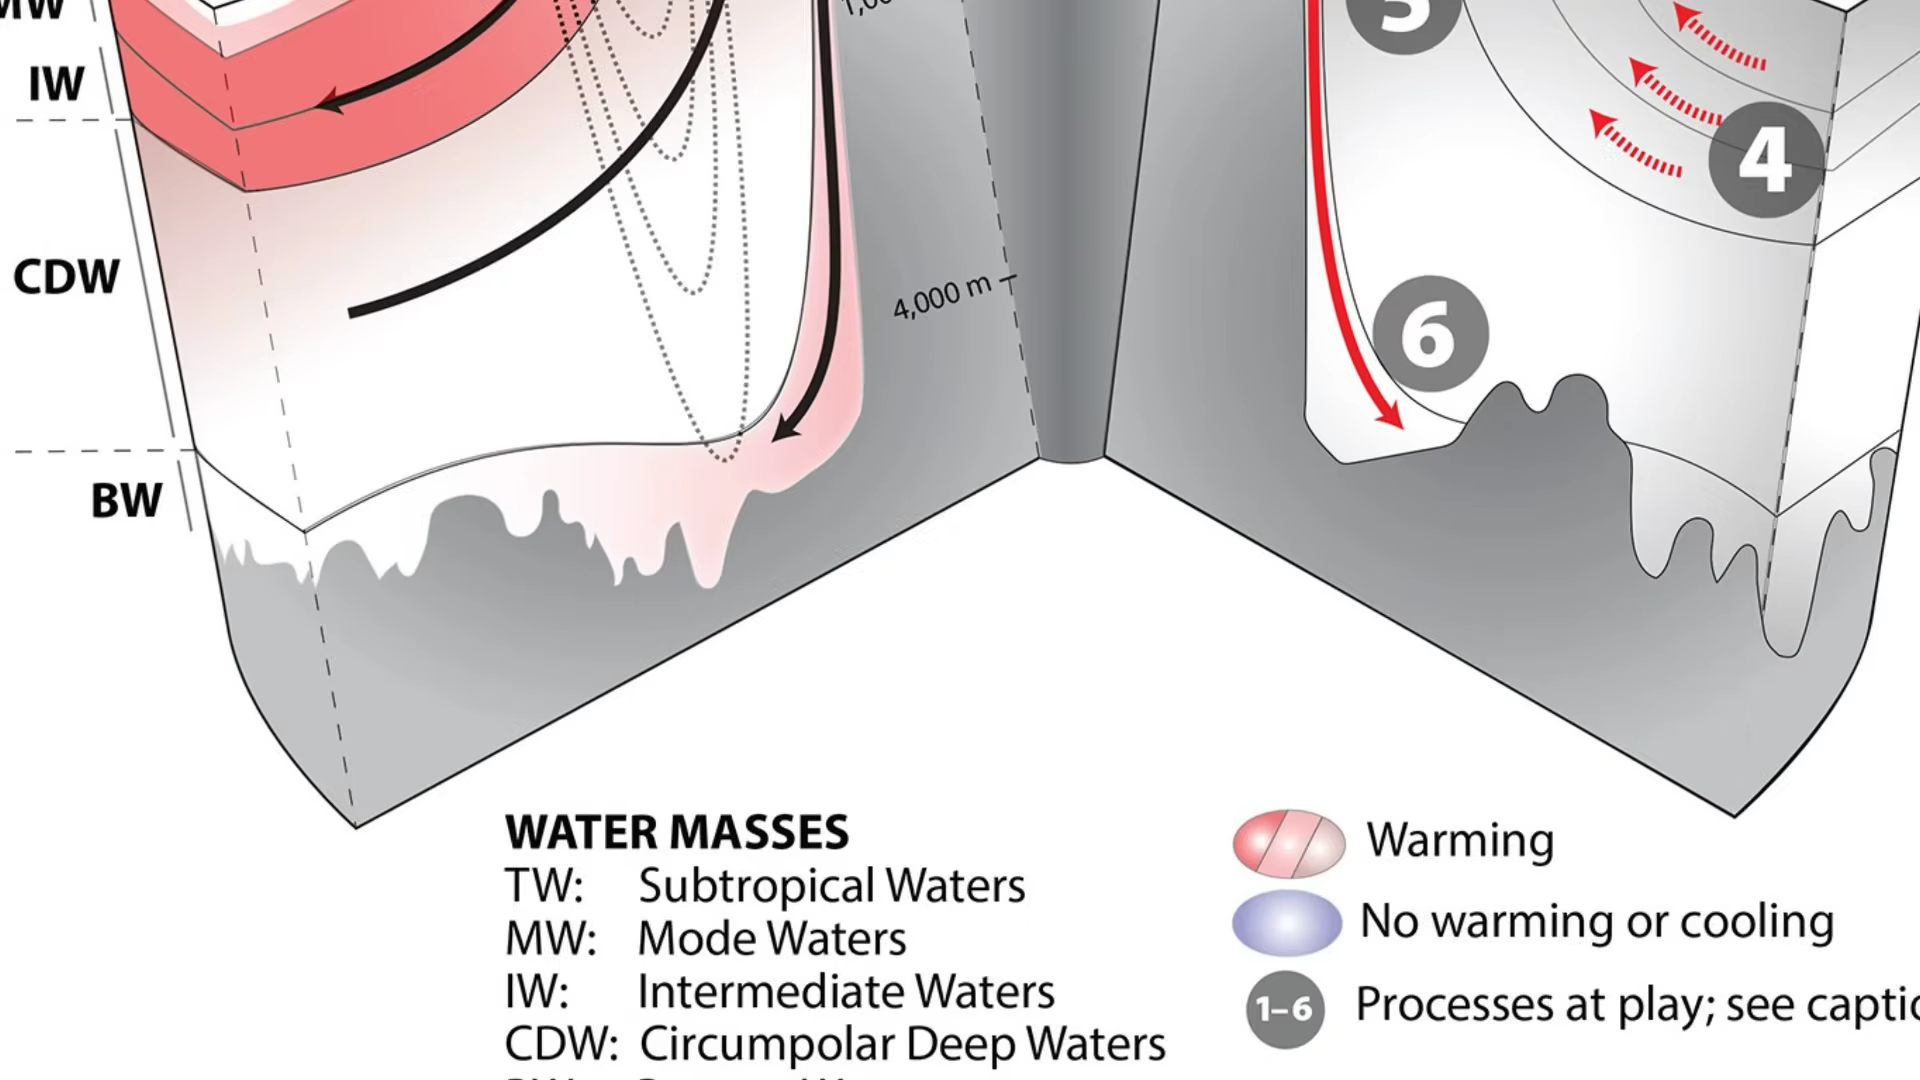 MW
IW
CDW
BW
4,000 m
4
6
WATER MASSES
TW: Subtropical Waters
MW: Mode Waters
IW: Intermediate Waters
CDW: Circumpolar Deep Waters
Warming
No warming or cooling
1–6 Processes at play; see